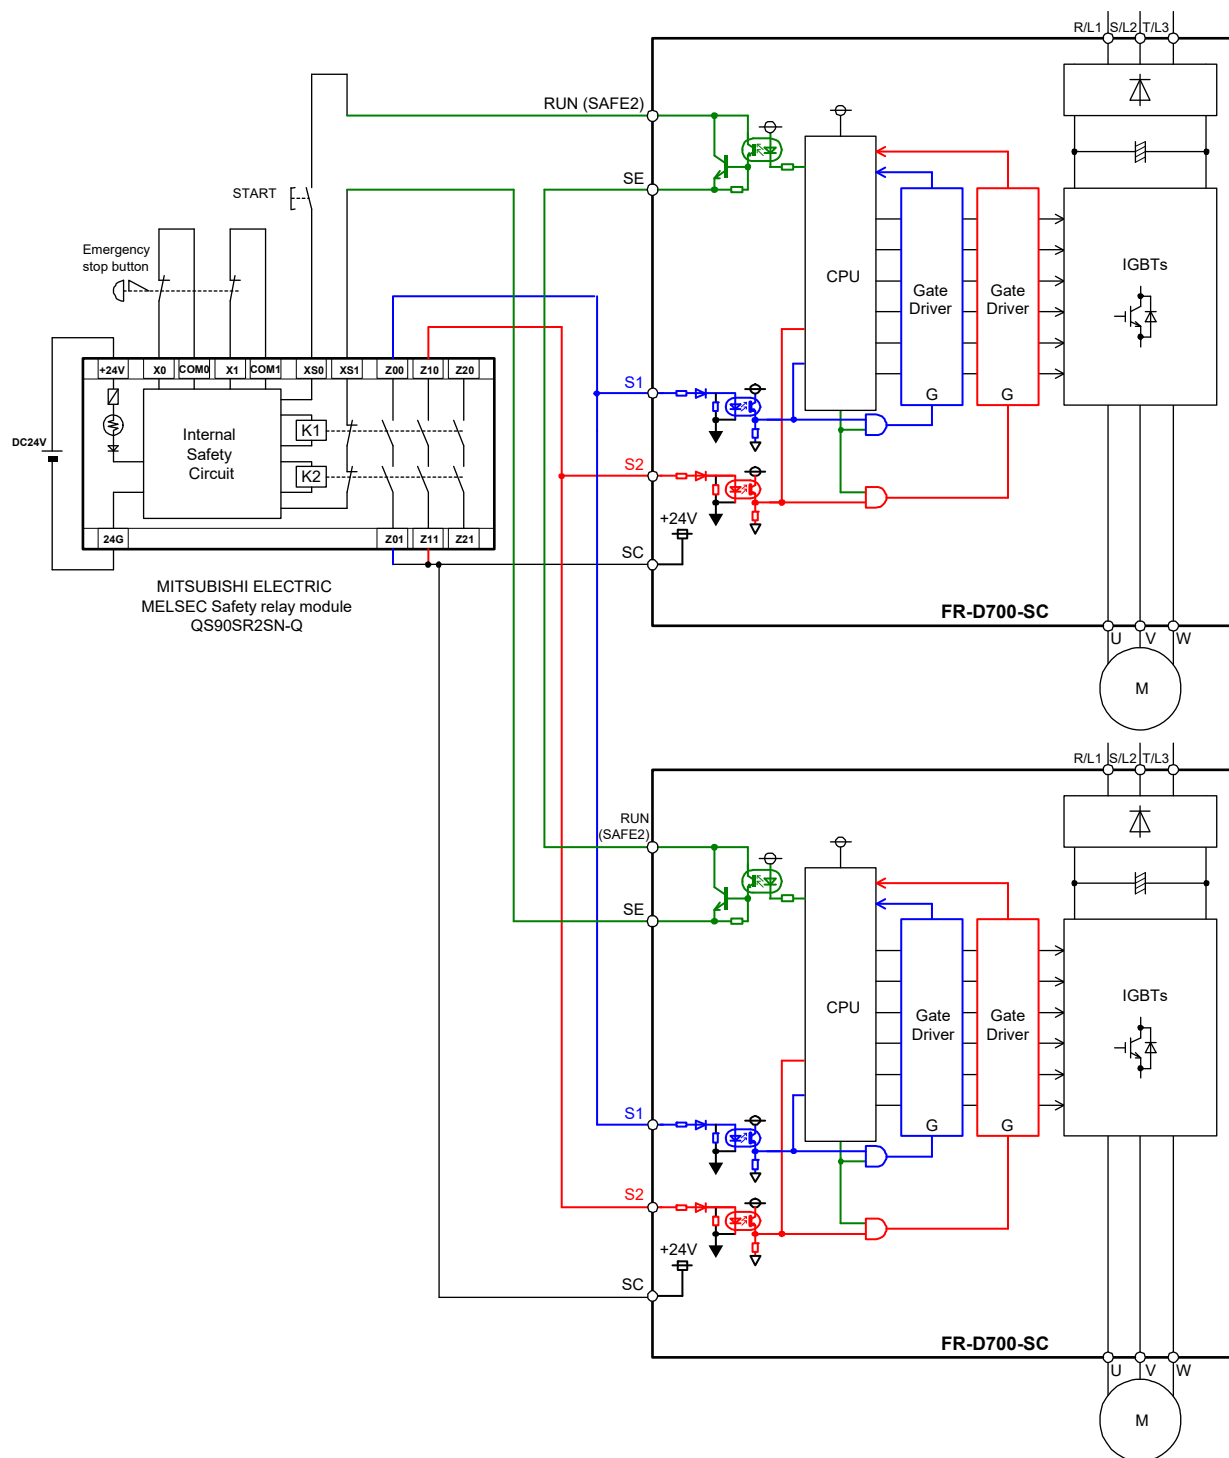 R/L1 S/L2 T/L3
RUN (SAFE2)
SE
START
Emergency
stop button
CPU
Gate
Driver
Gate
Driver
IGBTs
G
G
+24V
X0
COM0
X1
COM1
XS0
XS1
Z00
Z10
Z20
S1
DC24V
Internal
Safety
Circuit
K1
K2
S2
+24V
24G
Z01
Z11
Z21
SC
MITSUBISHI ELECTRIC
MELSEC Safety relay module
QS90SR2SN-Q
FR-D700-SC
U
V
W
M
R/L1 S/L2 T/L3
RUN
(SAFE2)
SE
CPU
Gate
Driver
Gate
Driver
IGBTs
G
G
S1
S2
+24V
SC
FR-D700-SC
U
V
W
M